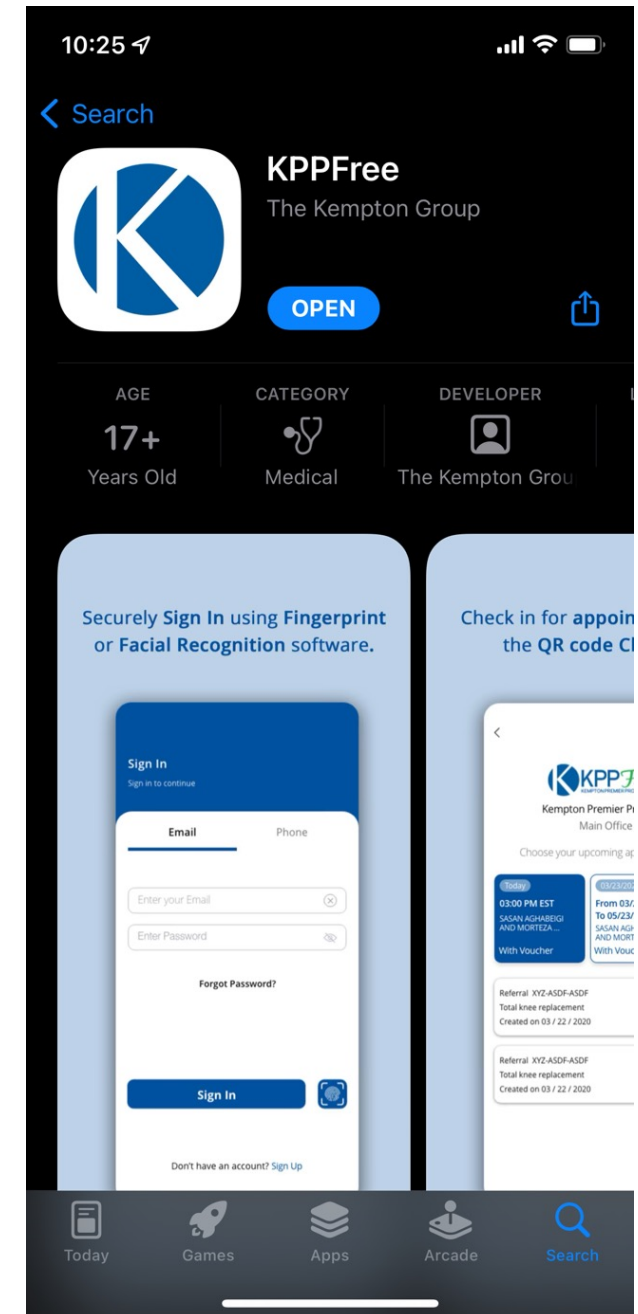 10:25
Search
KPPFree
The Kempton Group
OPEN
AGE
17+
Years Old
CATEGORY
Medical
DEVELOPER
The Kempton Grou
Securely Sign In using Fingerprint
or Facial Recognition software.
Sign In
Sign in to continue
Email
Phone
Enter your Email
Enter Password
Forgot Password?
Sign In
Don't have an account? Sign Up
Check in for appoin
the QR code C
KPP
Kempton Premier P
Main Office
Choose your upcoming ap
Today
03:00 PM EST
SASAN AGHABEIGI
AND MORTEZA ...
With Voucher
From 03/
To 05/23/
SASAN AG
AND MORT
With Vouc
Referral XYZ-ASDF-ASDF
Total knee replacement
Created on 03 / 22 / 2020
Referral XYZ-ASDF-ASDF
Total knee replacement
Created on 03 / 22 / 2020
Today
Games
Apps
Arcade
Search